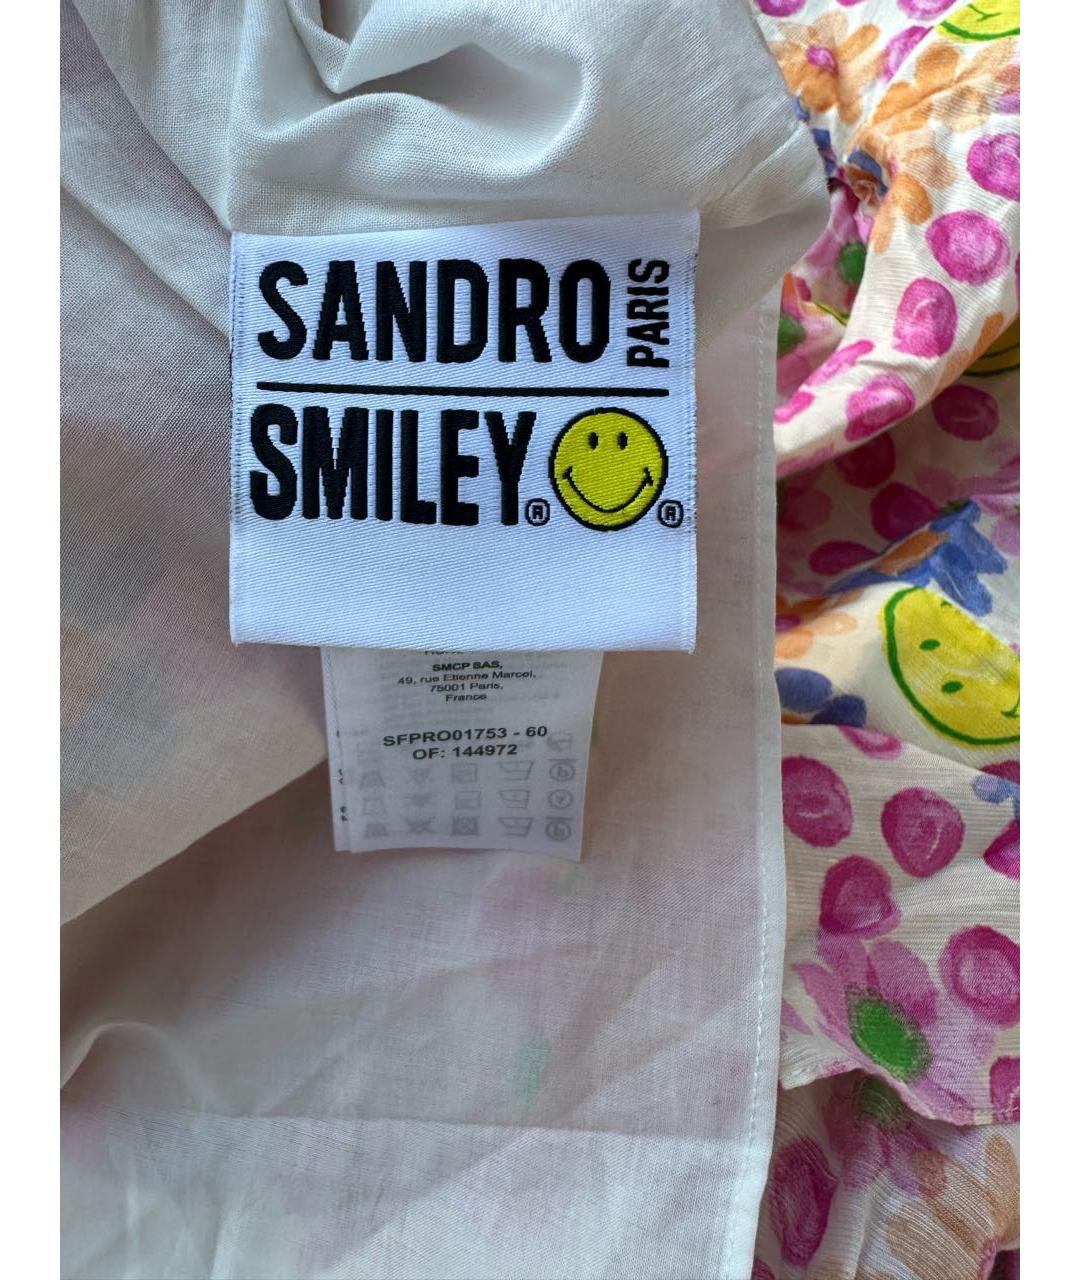 SANDRO PARIS
SMILEY® ®
SMCP SAS,
49, rue Etienne Marcel,
75001 Paris,
France
SFPRO01753 - 60
OF: 144972